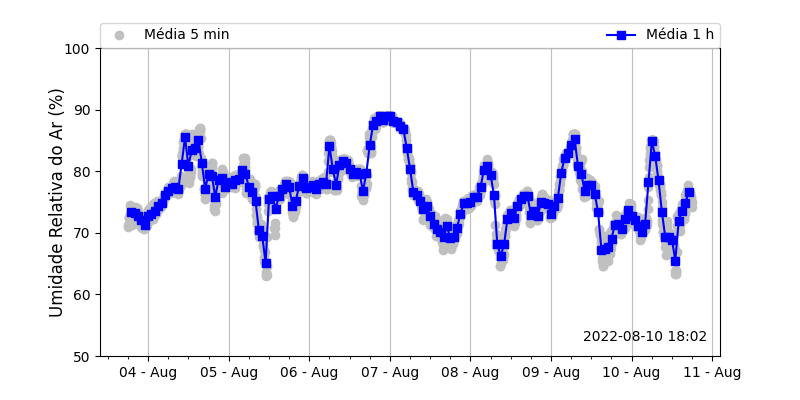 Média 5 min
Média 1 h
Umidade Relativa do Ar (%)
100
90
80
70
60
50
2022-08-10 18:02
04 - Aug
05 - Aug
06 - Aug
07 - Aug
08 - Aug
09 - Aug
10 - Aug
11 - Aug